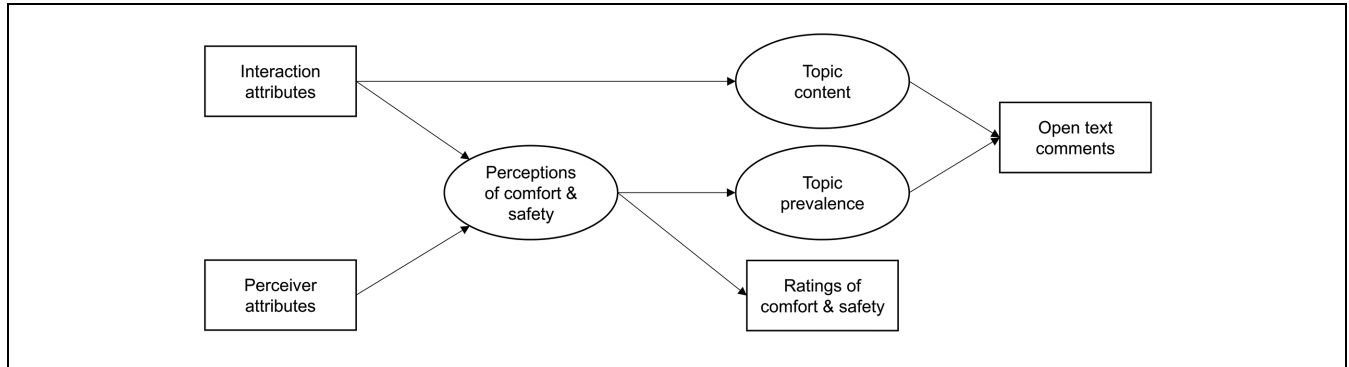 Interaction
attributes
Topic
content
Open text
comments
Perceptions
of comfort &
safety
Topic
prevalence
Perceiver
attributes
Ratings of
comfort & safety